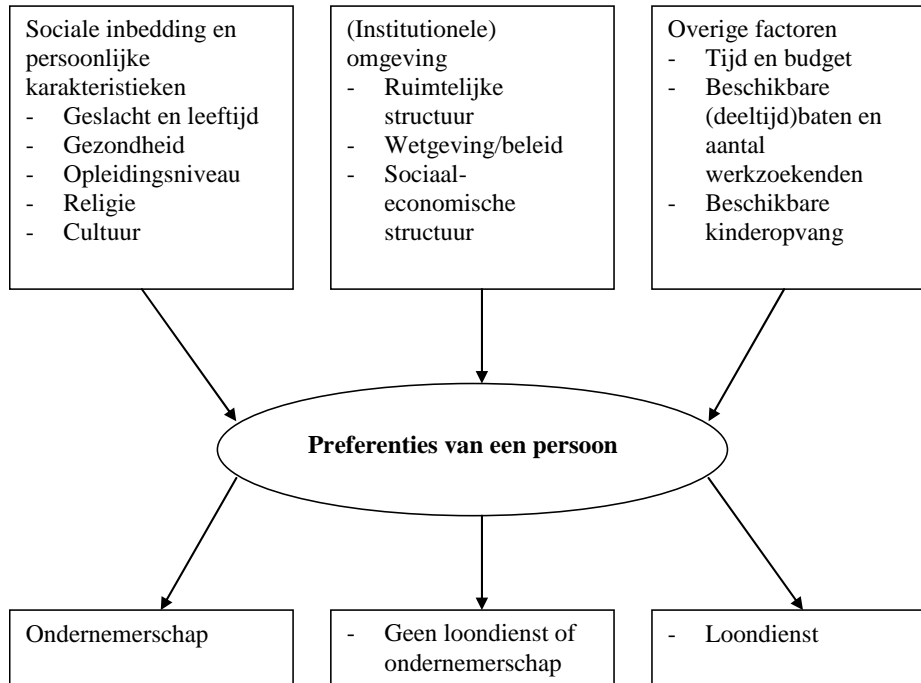 Sociale inbedding en
persoonlijke
karakteristieken
- Geslacht en leeftijd
- Gezondheid
- Opleidingsniveau
- Religie
- Cultuur
(Institutionele)
omgeving
- Ruimtelijke
structuur
- Wetgeving/beleid
- Sociaal-
economische
structuur
Overige factoren
- Tijd en budget
- Beschikbare
(deeltijd)baten en
aantal
werkzoekenden
- Beschikbare
kinderopvang
Preferenties van een persoon
Ondernemerschap
- Geen loondienst of
ondernemerschap
- Loondienst